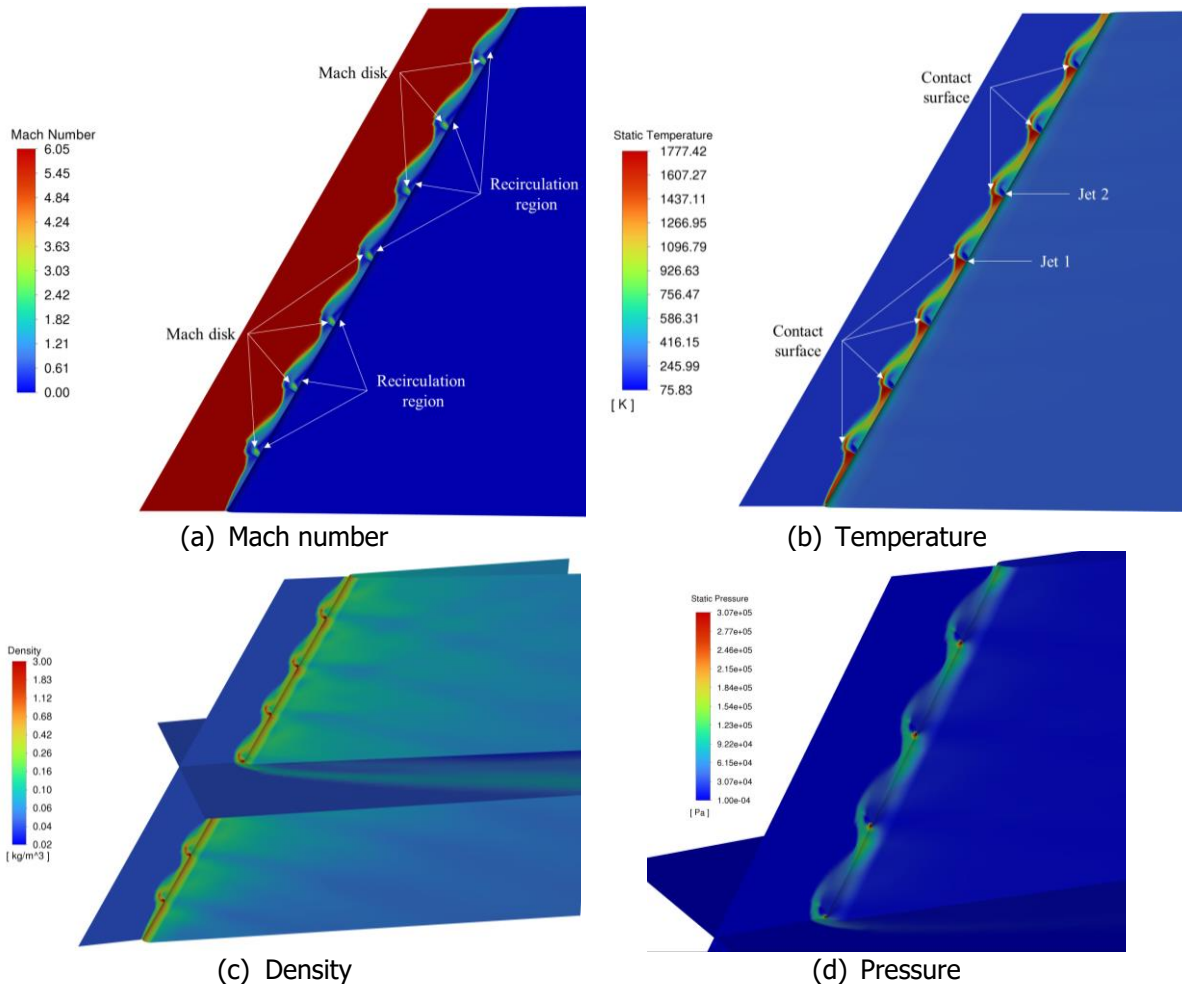 Mach disk
Mach Number
6.05
5.45
4.84
4.24
3.63
3.03
2.42
1.82
1.21
0.61
0.00
Recirculation
region
Mach disk
Recirculation
region
(a) Mach number
Contact
surface
Static Temperature
1777.42
1607.27
1437.11
1266.95
1096.79
926.63
756.47
586.31
416.15
245.99
75.83
[ K ]
Jet 2
Jet 1
Contact
surface
(b) Temperature
Density
3.00
1.83
1.12
0.68
0.42
0.26
0.16
0.10
0.06
0.04
0.02
[ kg/m^3 ]
(c) Density
Static Pressure
3.07e+05
2.76e+05
2.46e+05
2.15e+05
1.84e+05
1.54e+05
1.23e+05
9.22e+04
6.15e+04
3.07e+04
1.00e-04
[ Pa ]
(d) Pressure